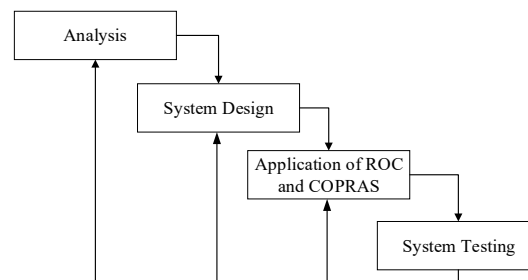 Analysis
System Design
Application of ROC
and COPRAS
System Testing